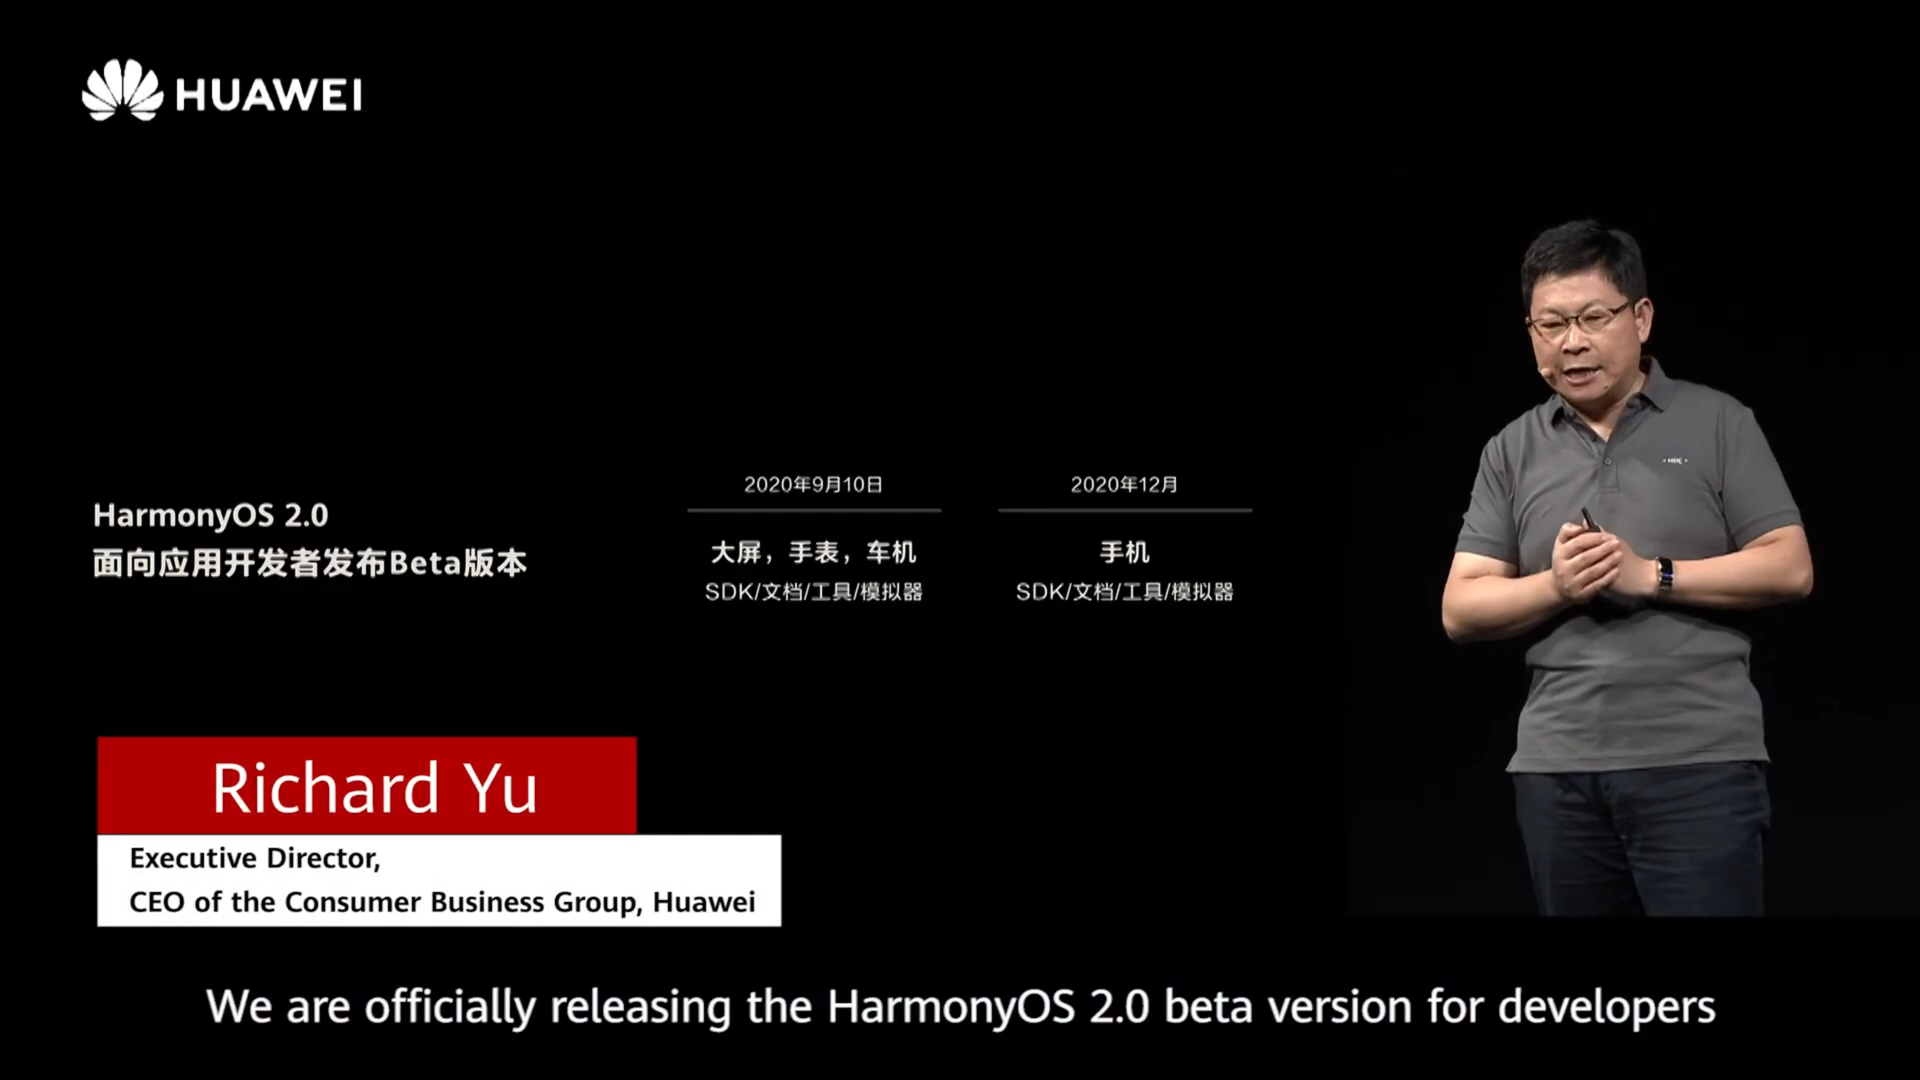 HUAWEI
HarmonyOS 2.0
面向应用开发者发布Beta版本
2020年9月10日
大屏，手表，车机
SDK/文档/工具/模拟器
2020年12月
手机
SDK/文档/工具/模拟器
Richard Yu
Executive Director,
CEO of the Consumer Business Group, Huawei
We are officially releasing the HarmonyOS 2.0 beta version for developers